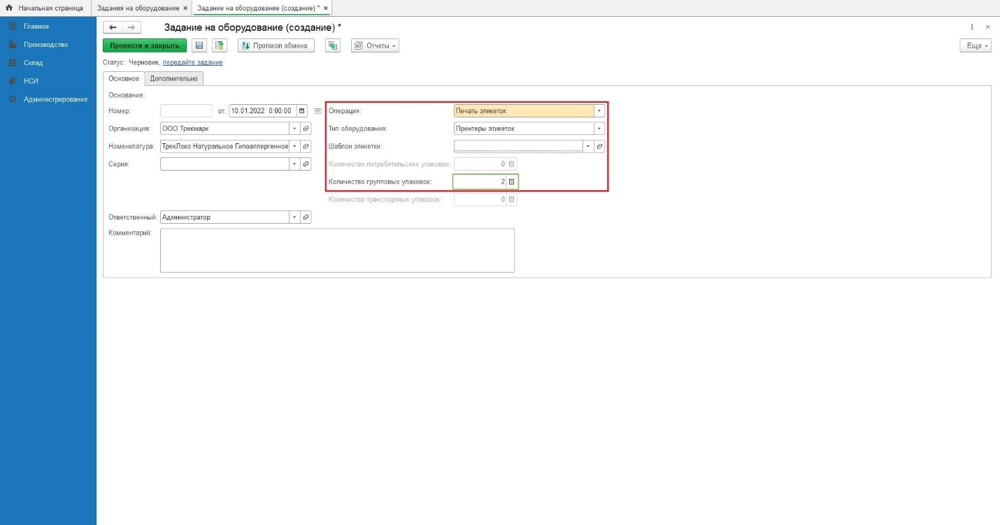 Начальная страница
Задания на оборудование ×
Задание на оборудование (создание) * ×
Главное
Производство
Склад
НСИ
Администрирование
Задание на оборудование (создание) *
Провести и закрыть
Протокол обмена
Отчеты
Еще
Статус: Черновик, передайте задание
Основное
Дополнительно
Основание:
Номер: от: 10.01.2022 0:00:00
Операция: Печать этикеток
Организация: ООО Трекмарк
Тип оборудования: Принтеры этикеток
Номенклатура: ТрекЛоко Натуральное Гипоаллергенное
Шаблон этикетки:
Серия:
Количество потребительских упаковок: 0
Количество групповых упаковок: 2
Количество транспортных упаковок: 0
Ответственный: Администратор
Комментарий: